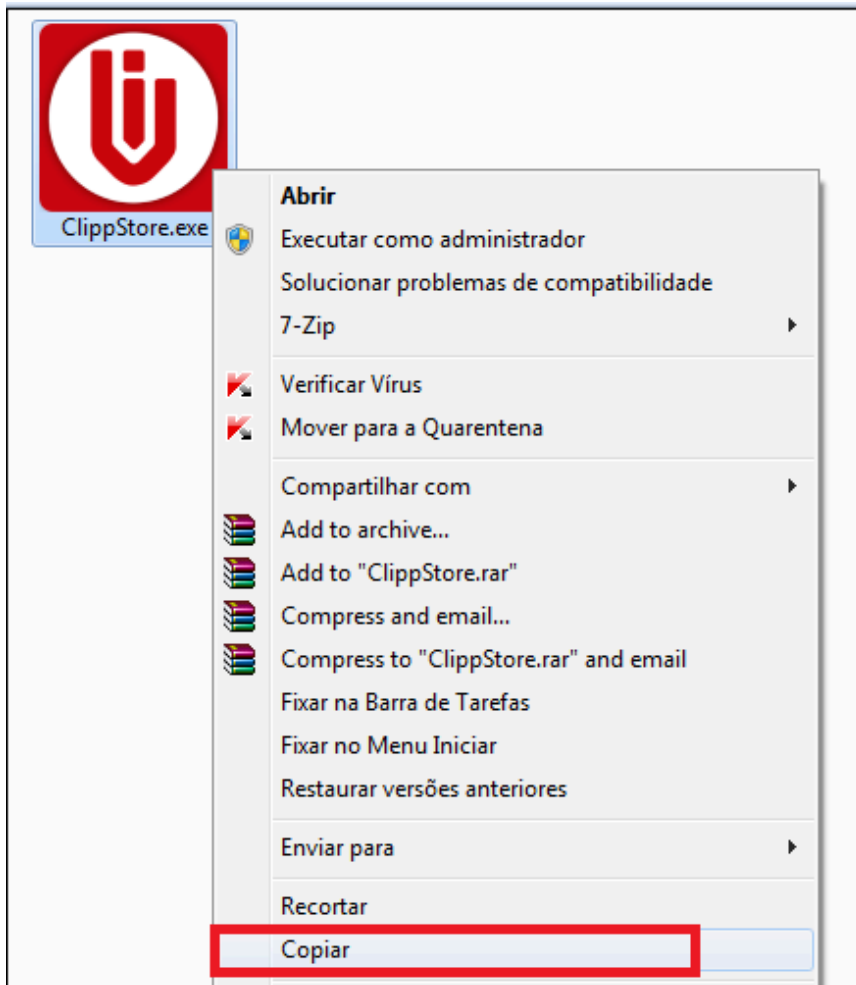 ClippStore.exe
Abrir
Executar como administrador
Solucionar problemas de compatibilidade
7-Zip
Verificar Vírus
Mover para a Quarentena
Compartilhar com
Add to archive...
Add to "ClippStore.rar"
Compress and email...
Compress to "ClippStore.rar" and email
Fixar na Barra de Tarefas
Fixar no Menu Iniciar
Restaurar versões anteriores
Enviar para
Recortar
Copiar